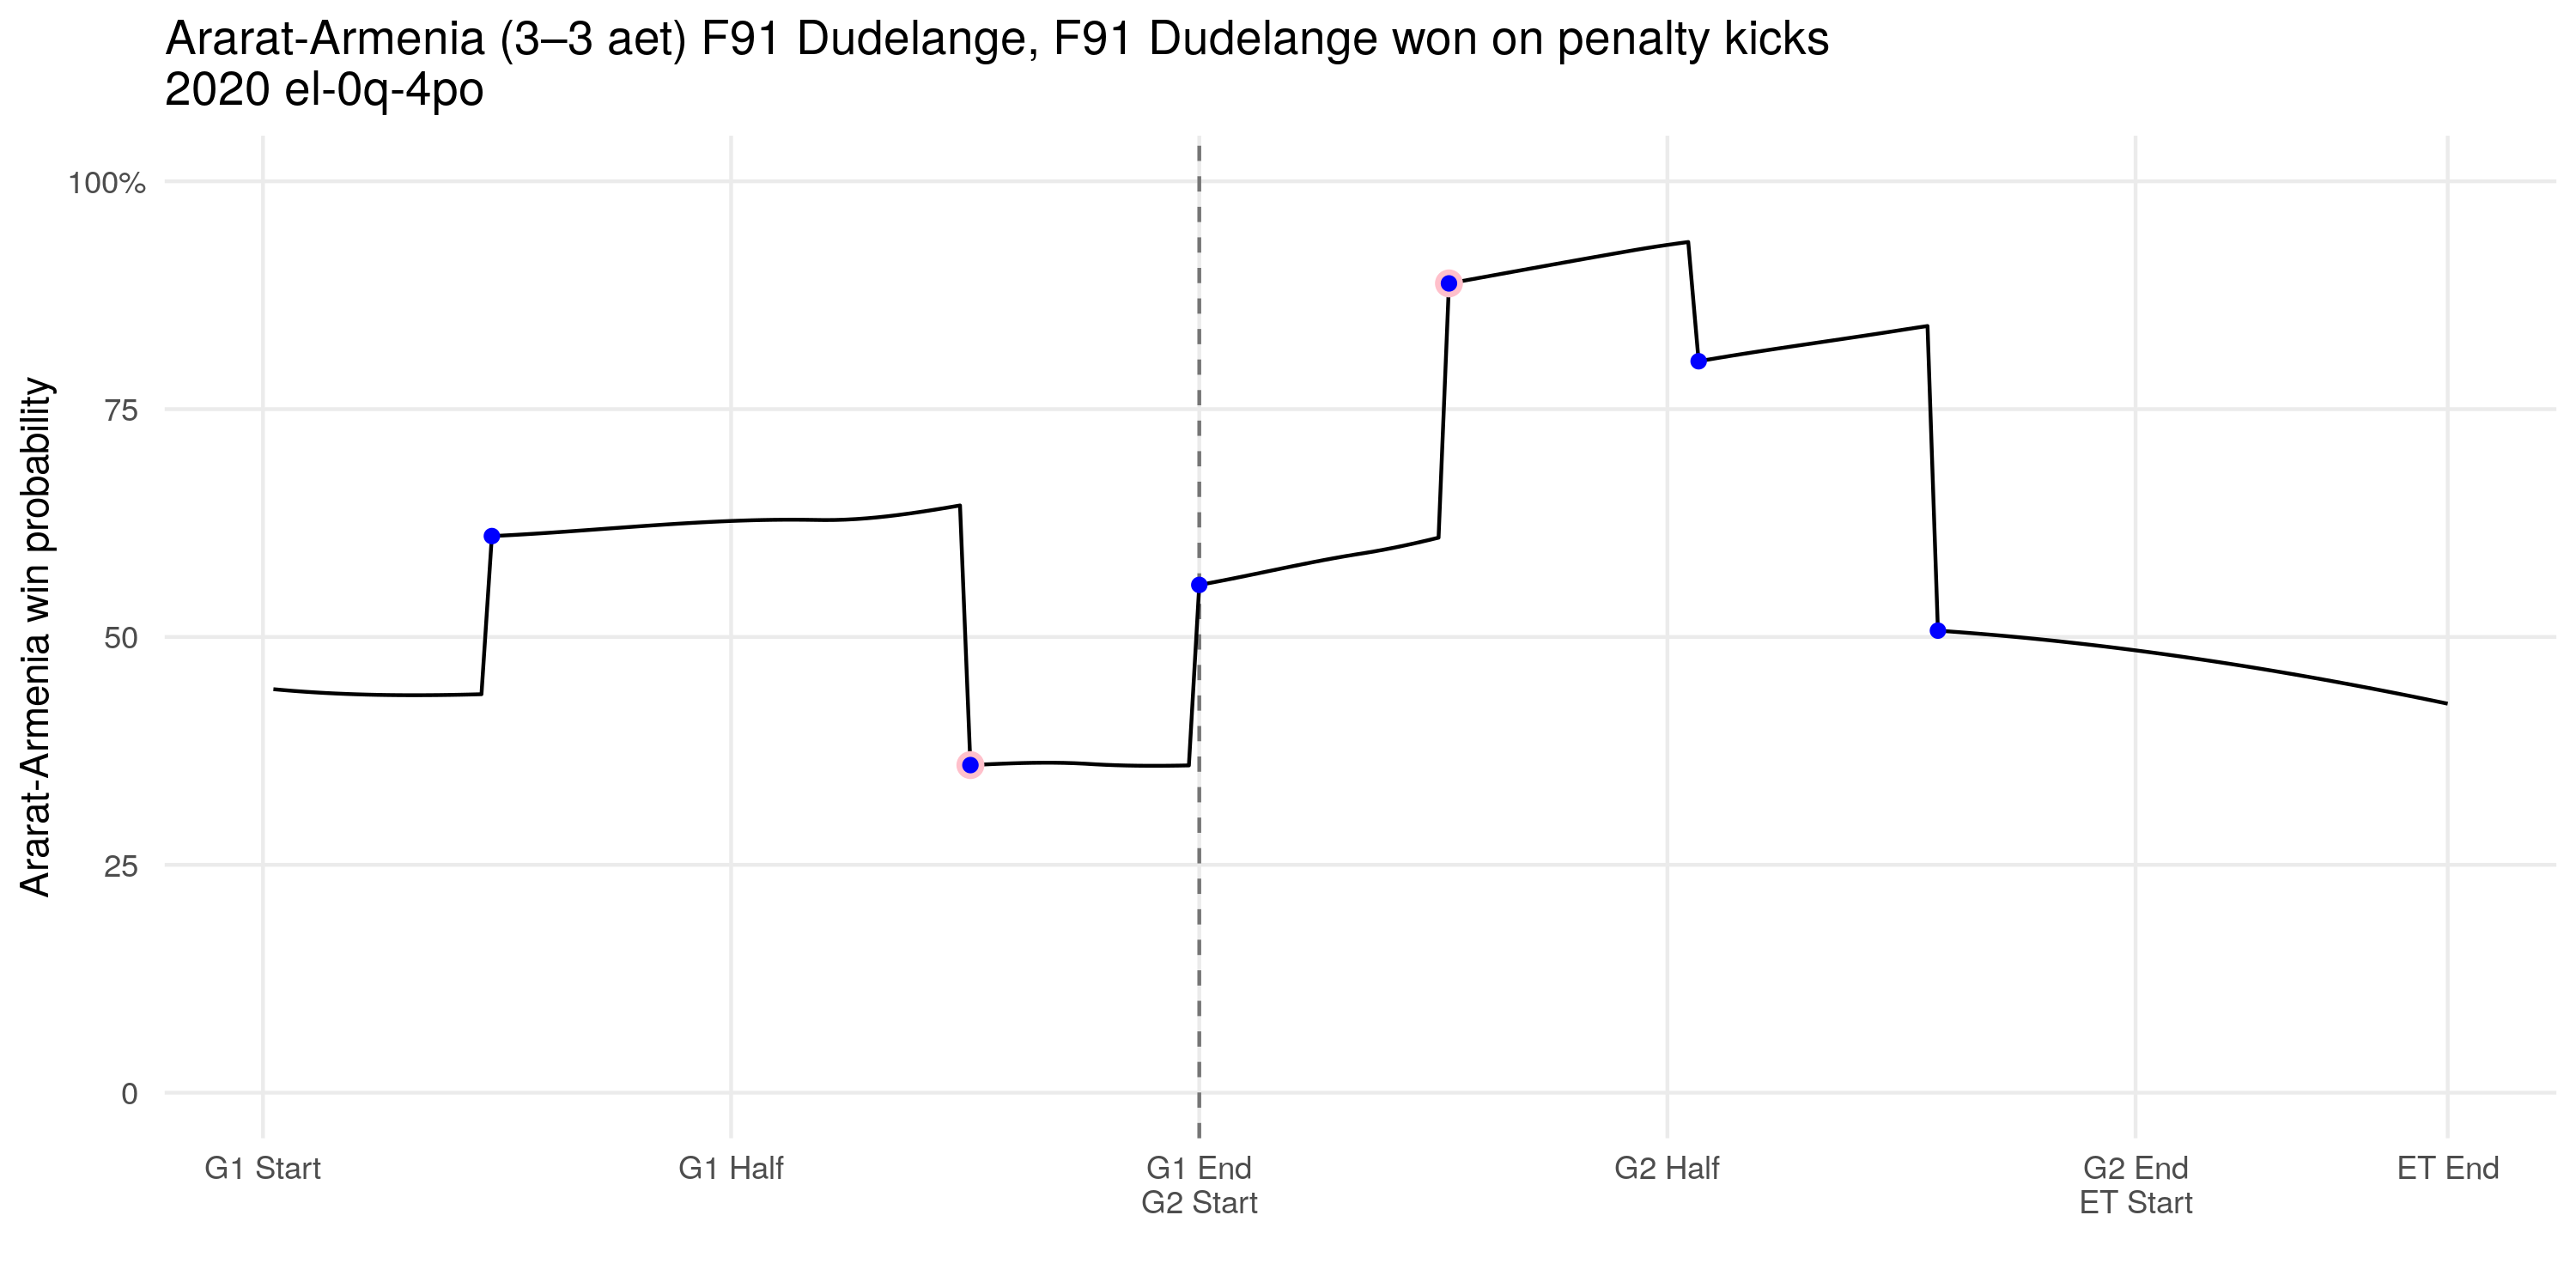 Ararat-Armenia (3–3 aet) F91 Dudelange, F91 Dudelange won on penalty kicks
2020 el-0q-4po
Ararat-Armenia win probability
100%
75
50
25
0
G1 Start
G1 Half
G1 End
G2 Start
G2 Half
G2 End
ET Start
ET End